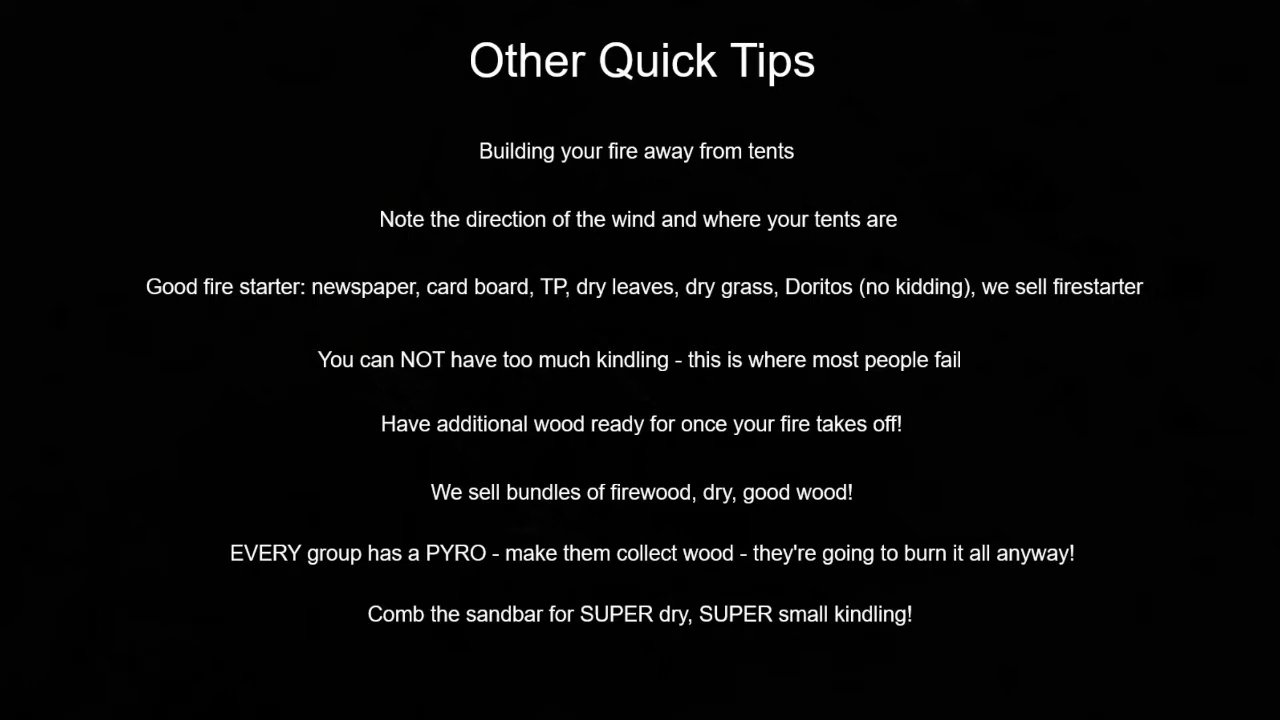 Other Quick Tips
Building your fire away from tents
Note the direction of the wind and where your tents are
Good fire starter: newspaper, card board, TP, dry leaves, dry grass, Doritos (no kidding), we sell firestarter
You can NOT have too much kindling - this is where most people fail
Have additional wood ready for once your fire takes off!
We sell bundles of firewood, dry, good wood!
EVERY group has a PYRO - make them collect wood - they're going to burn it all anyway!
Comb the sandbar for SUPER dry, SUPER small kindling!